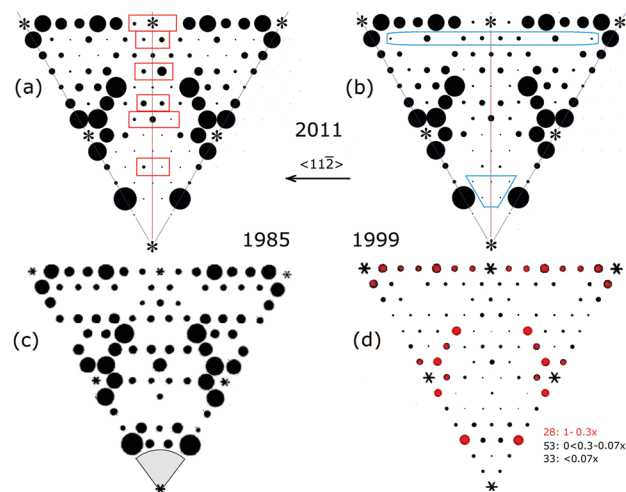 (a)
(b)
2011
<112̅>
1985
1999
(c)
(d)
28: 1- 0.3x
53: 0<0.3-0.07x
33: <0.07x